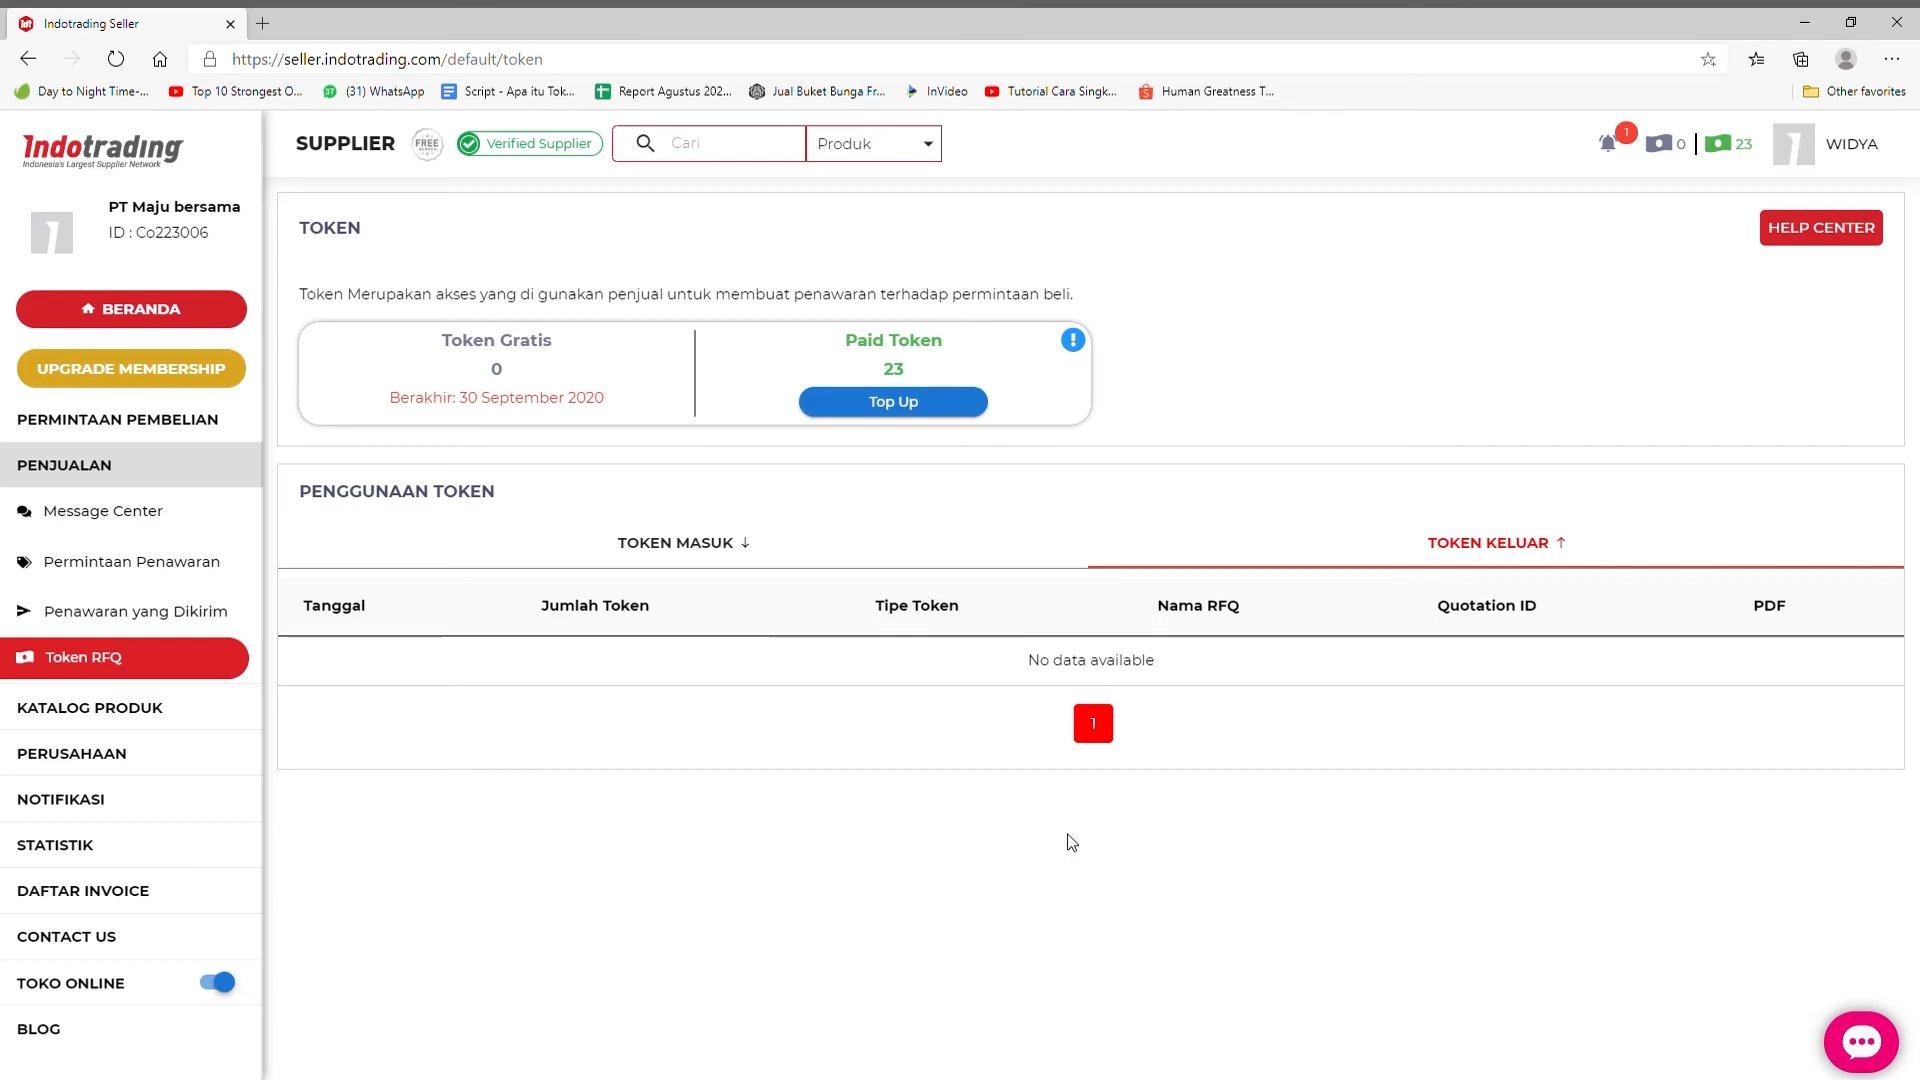 Indotrading Seller
https://seller.indotrading.com/default/token
Day to Night Time-...
Top 10 Strongest O...
(31) WhatsApp
Script - Apa itu Tok...
Report Agustus 202...
Jual Buket Bunga Fr...
InVideo
Tutorial Cara Singk...
Human Greatness T...
Other favorites
Indotrading
Indonesia's Largest Supplier Network
SUPPLIER
FREE
Verified Supplier
Cari
Produk
1
0
23
WIDYA
PT Maju bersama
ID : Co223006
BERANDA
UPGRADE MEMBERSHIP
PERMINTAAN PEMBELIAN
PENJUALAN
Message Center
Permintaan Penawaran
Penawaran yang Dikirim
Token RFQ
KATALOG PRODUK
PERUSAHAAN
NOTIFIKASI
STATISTIK
DAFTAR INVOICE
CONTACT US
TOKO ONLINE
BLOG
TOKEN
HELP CENTER
Token Merupakan akses yang di gunakan penjual untuk membuat penawaran terhadap permintaan beli.
Token Gratis
0
Berakhir: 30 September 2020
Paid Token
23
Top Up
PENGGUNAAN TOKEN
TOKEN MASUK ↓
TOKEN KELUAR ↑
Tanggal Jumlah Token Tipe Token Nama RFQ Quotation ID PDF
No data available
1